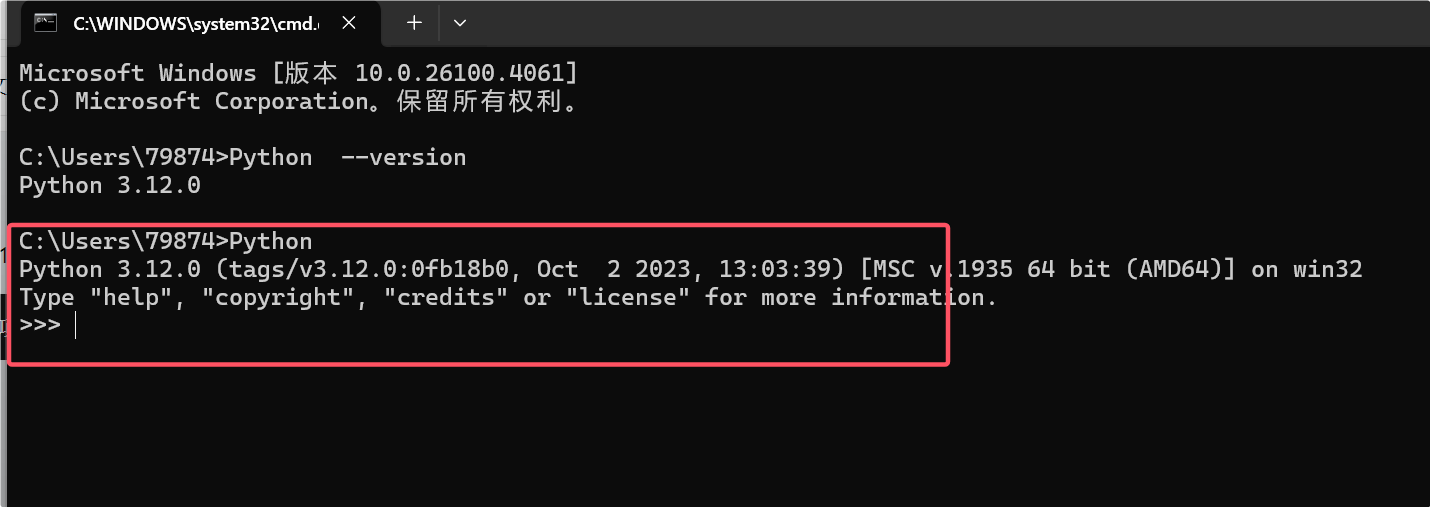 C:\WINDOWS\system32\cmd.
Microsoft Windows [版本 10.0.26100.4061]
(c) Microsoft Corporation。保留所有权利。
C:\Users\79874>Python  --version
Python 3.12.0
C:\Users\79874>Python
Python 3.12.0 (tags/v3.12.0:0fb18b0, Oct  2 2023, 13:03:39) [MSC v.1935 64 bit (AMD64)] on win32
Type "help", "copyright", "credits" or "license" for more information.
>>>